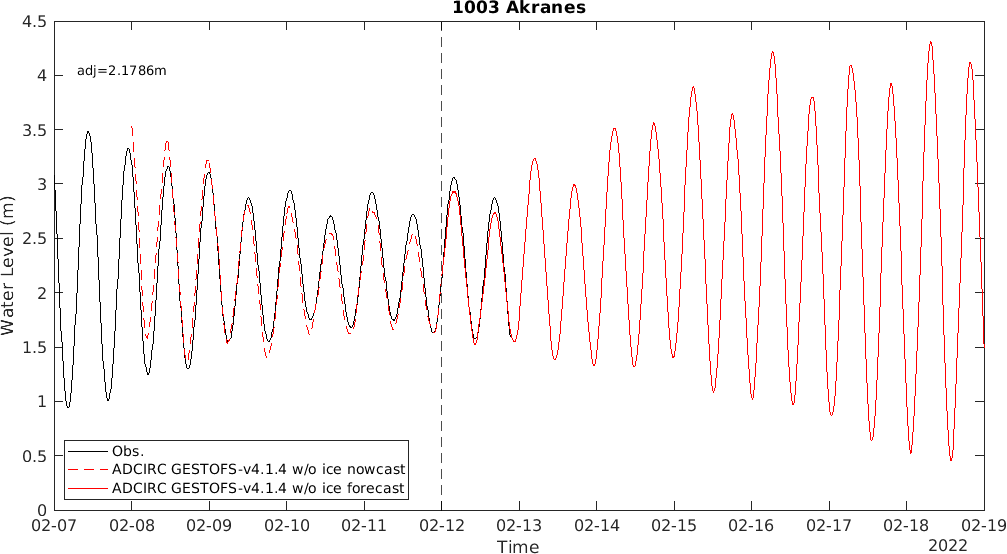 1003 Akranes
4.5
4
3.5
3
2.5
2
1.5
1
0.5
0
Water Level (m)
adj=2.1786m
Obs.
ADCIRC GESTOFS-v4.1.4 w/o ice nowcast
ADCIRC GESTOFS-v4.1.4 w/o ice forecast
02-07 02-08 02-09 02-10 02-11 02-12 02-13 02-14 02-15 02-16 02-17 02-18 02-19
Time
2022